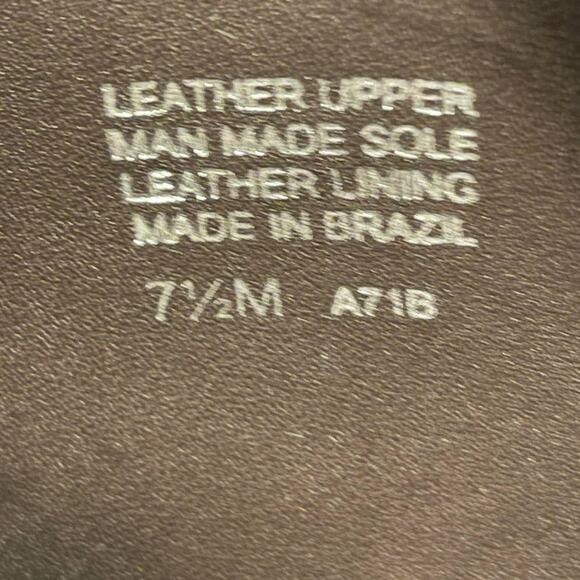 LEATHER UPPER
MAN MADE SOLE
LEATHER LINING
MADE IN BRAZIL
7½M A71B